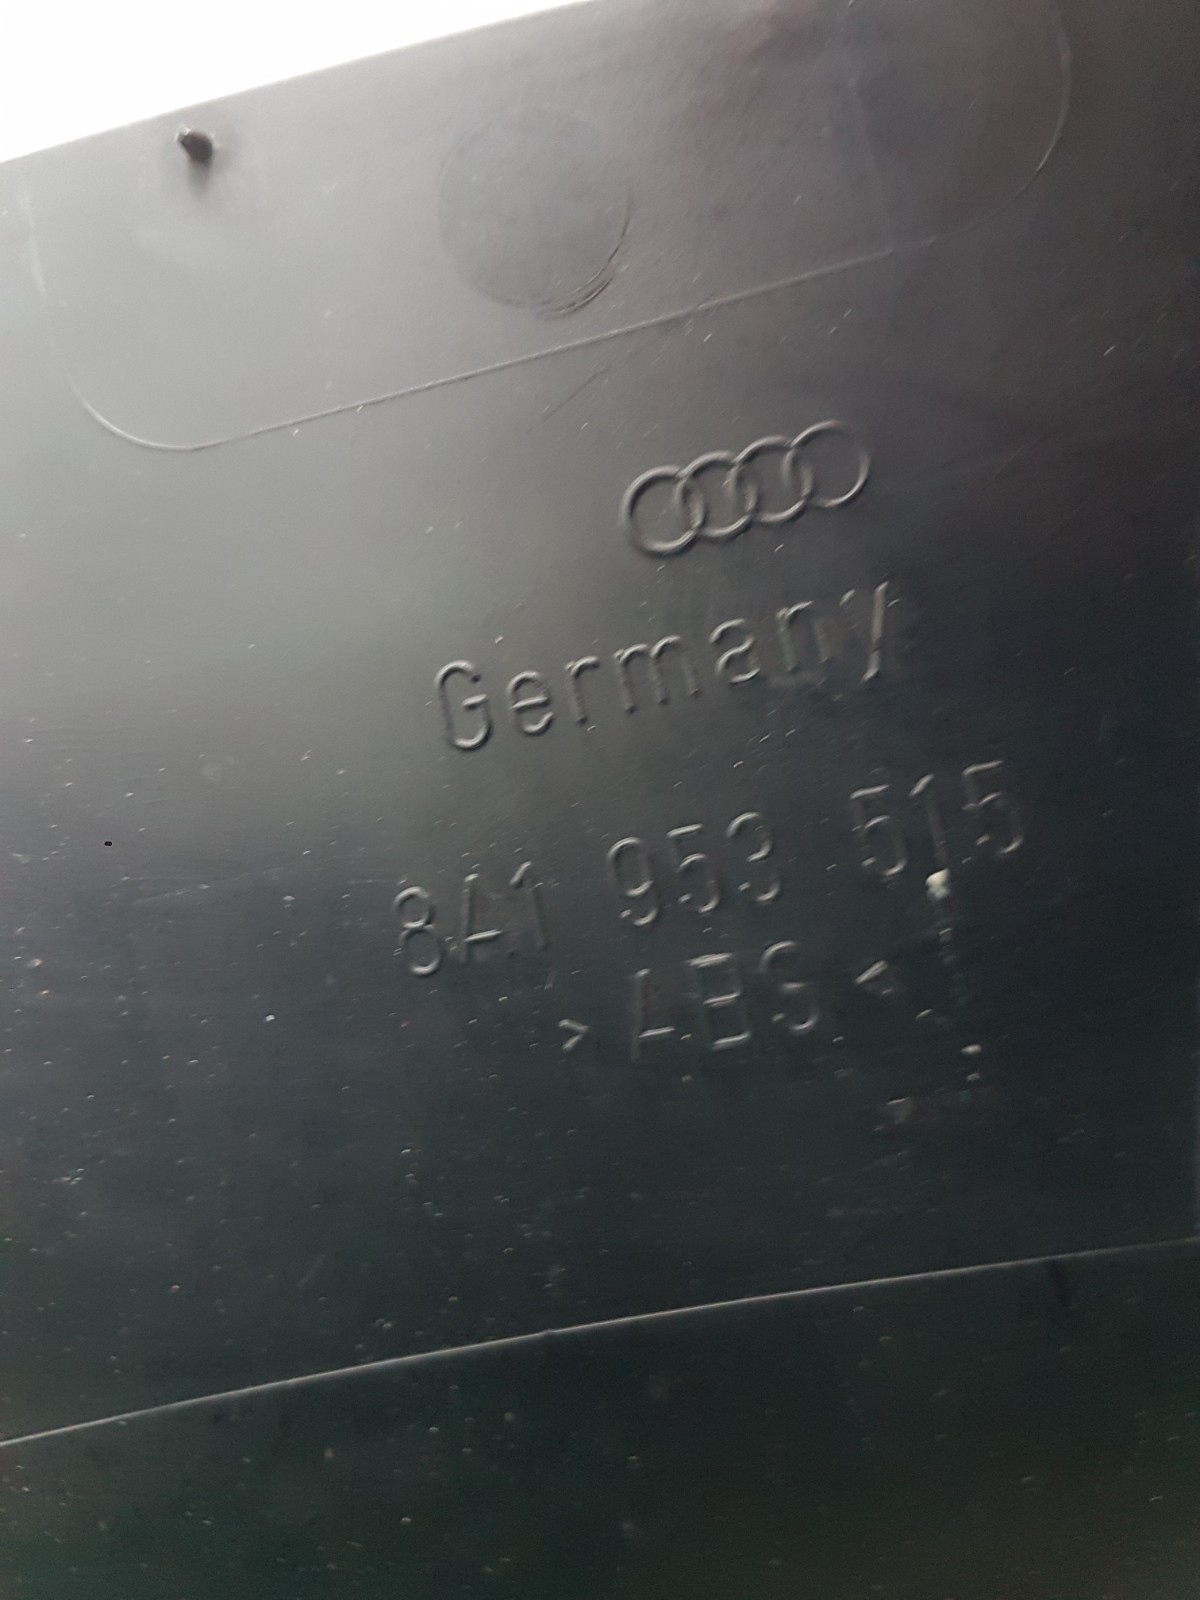 Germany
8A1 953 515
> ABS <